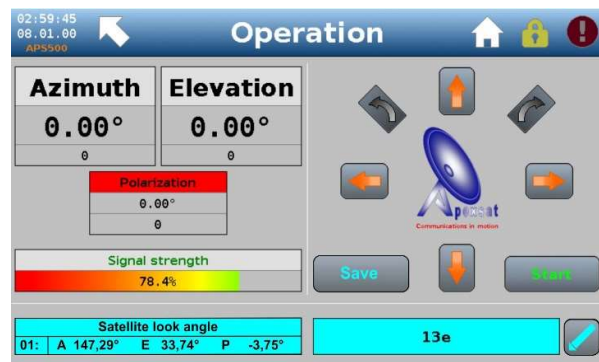 02:59:45
08.01.00
APS500
Operation
Azimuth
0.00°
0
Elevation
0.00°
0
Polarization
0.00°
0
Signal strength
78.4%
Apexsat
Communications in motion
Save
Start
Satellite look angle
01: A 147,29° E 33,74° P -3,75°
13e